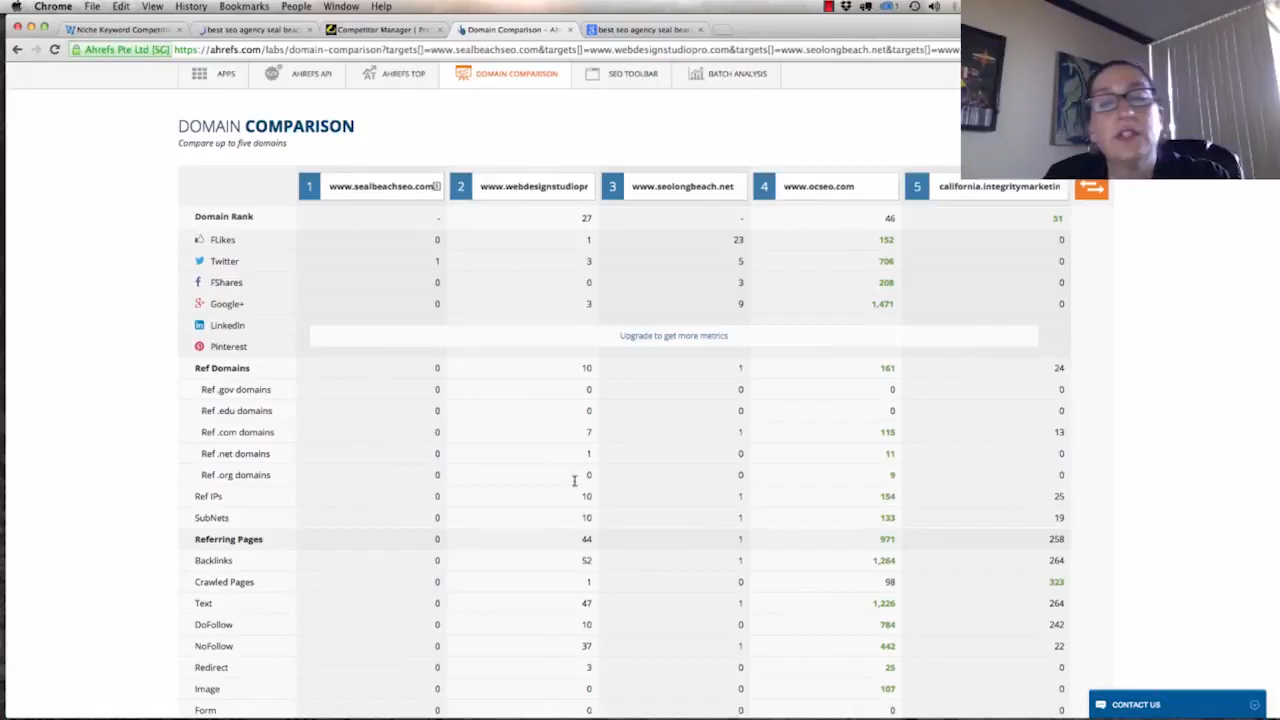 Chrome File Edit View History Bookmarks People Window Help
Niche Keyword Competiti
best seo agency seal bea
Competitor Manager | Pr
Domain Comparison – Ah
best seo agency seal bea
Ahrefs Pte Ltd [SG] https://ahrefs.com/labs/domain-comparison?targets[]=www.sealbeachseo.com&targets[]=www.webdesignstudiopro.com&targets[]=www.seolongbeach.net&targets[]=www.
APPS AHREFS API AHREFS TOP DOMAIN COMPARISON SEO TOOLBAR BATCH ANALYSIS
DOMAIN COMPARISON
Compare up to five domains
1 www.sealbeachseo.com 2 www.webdesignstudiopr 3 www.seolongbeach.net 4 www.ocseo.com 5 california.integritymarketin
Domain Rank - 27 - 46 51
FLikes 0 1 23 152 0
Twitter 1 3 5 706 0
FShares 0 0 3 208 0
Google+ 0 3 9 1,471 0
LinkedIn
Upgrade to get more metrics
Pinterest
Ref Domains 0 10 1 161 24
Ref .gov domains 0 0 0 0 0
Ref .edu domains 0 0 0 0 0
Ref .com domains 0 7 1 115 13
Ref .net domains 0 1 0 11 0
Ref .org domains 0 0 0 9 0
Ref IPs 0 10 1 154 25
SubNets 0 10 1 133 19
Referring Pages 0 44 1 971 258
Backlinks 0 52 1 1,264 264
Crawled Pages 0 1 0 98 323
Text 0 47 1 1,226 264
DoFollow 0 10 0 784 242
NoFollow 0 37 1 442 22
Redirect 0 3 0 25 0
Image 0 0 0 107 0
Form 0 0 0 0 0
CONTACT US